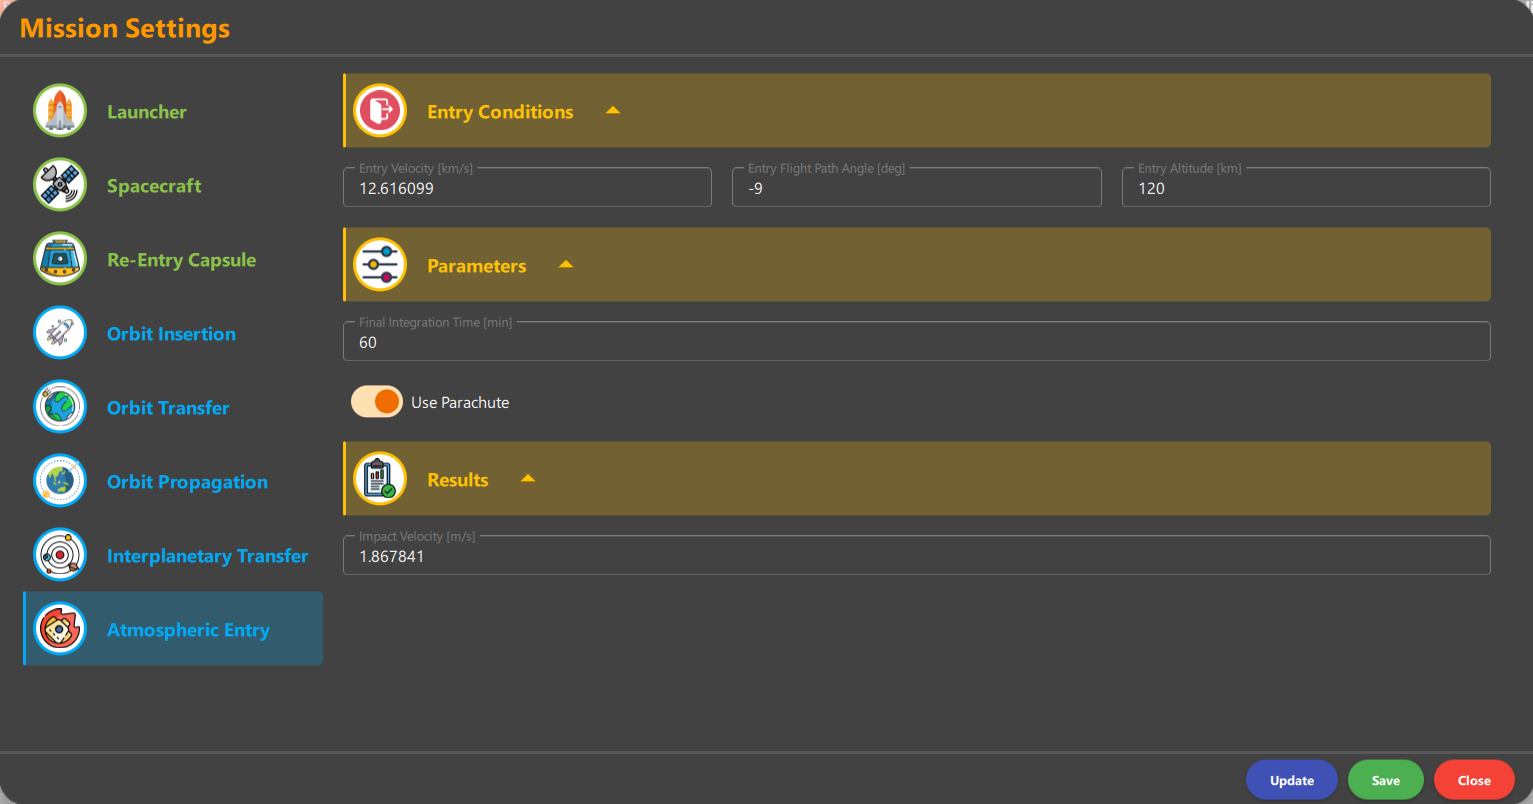 Mission Settings
Launcher
Spacecraft
Re-Entry Capsule
Orbit Insertion
Orbit Transfer
Orbit Propagation
Interplanetary Transfer
Atmospheric Entry
Entry Conditions
Entry Velocity [km/s]
12.616099
Entry Flight Path Angle [deg]
-9
Entry Altitude [km]
120
Parameters
Final Integration Time [min]
60
Use Parachute
Results
Impact Velocity [m/s]
1.867841
Update
Save
Close